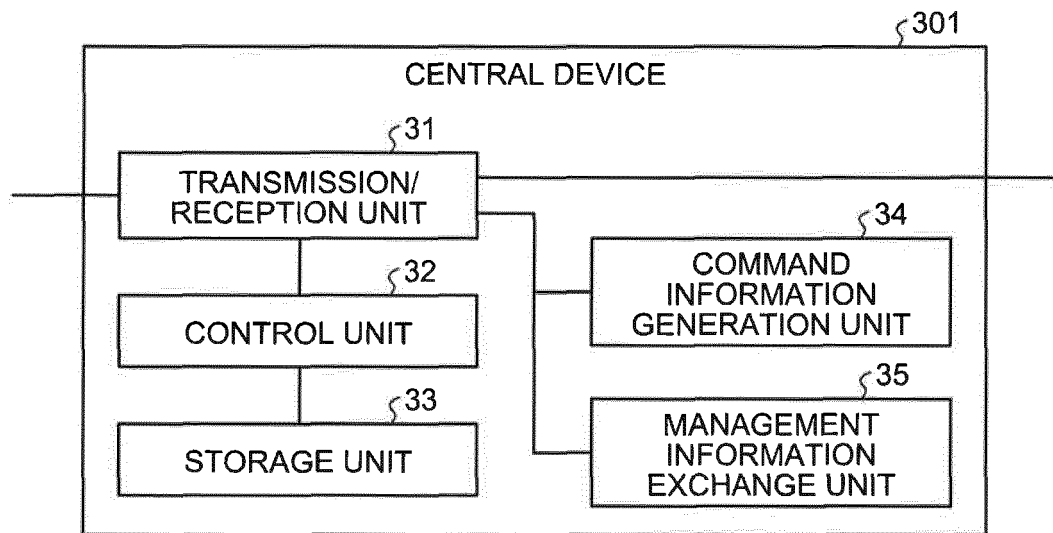 301
CENTRAL DEVICE
31
TRANSMISSION/
RECEPTION UNIT
32
CONTROL UNIT
33
STORAGE UNIT
34
COMMAND
INFORMATION
GENERATION UNIT
35
MANAGEMENT
INFORMATION
EXCHANGE UNIT